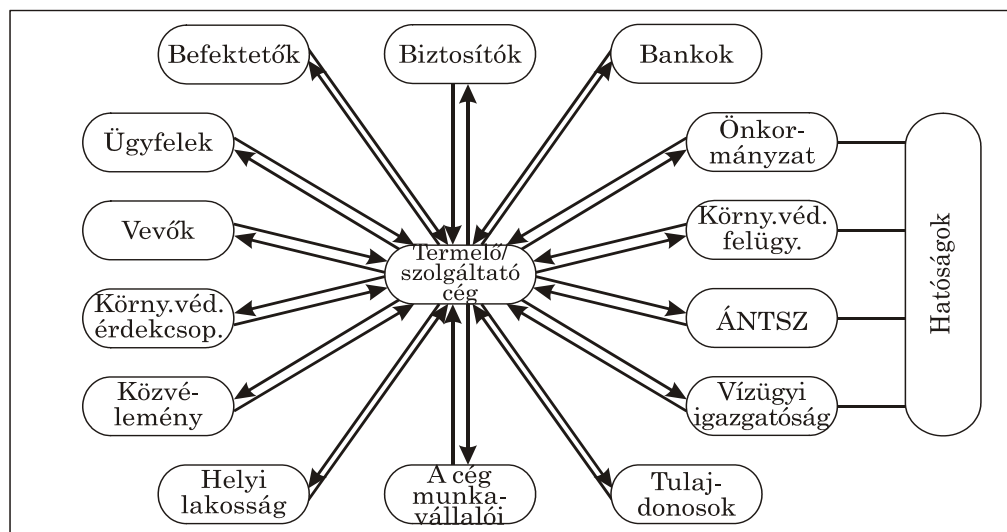 Befektetők
Biztosítók
Bankok
Ügyfelek
Önkor-
mányzat
Vevők
Körny.véd.
felügy.
Termelő/
szolgáltató
cég
Körny.véd.
érdekcsop.
ÁNTSZ
Hatóságok
Közvé-
lemény
Vízügyi
igazgatóság
Helyi
lakosság
A cég
munka-
vállalói
Tulaj-
donosok